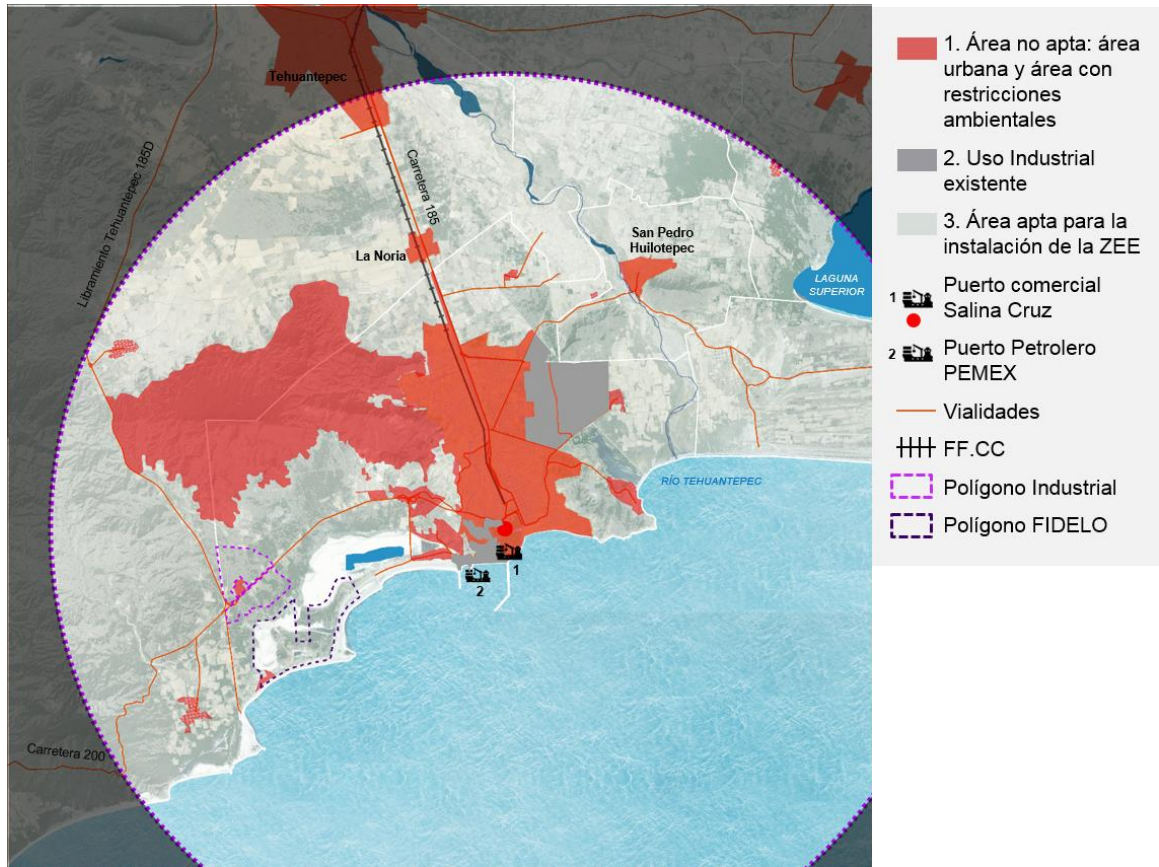 Tehuantepec
Libramiento Tehuantepec 185D
Carretera 185
La Noria
San Pedro
Huilotepec
LAGUNA
SUPERIOR
RÍO TEHUANTEPEC
1
2
Carretera 200
1. Área no apta: área
urbana y área con
restricciones
ambientales
2. Uso Industrial
existente
3. Área apta para la
instalación de la ZEE
1 Puerto comercial
Salina Cruz
2 Puerto Petrolero
PEMEX
Vialidades
FF.CC
Polígono Industrial
Polígono FIDELO